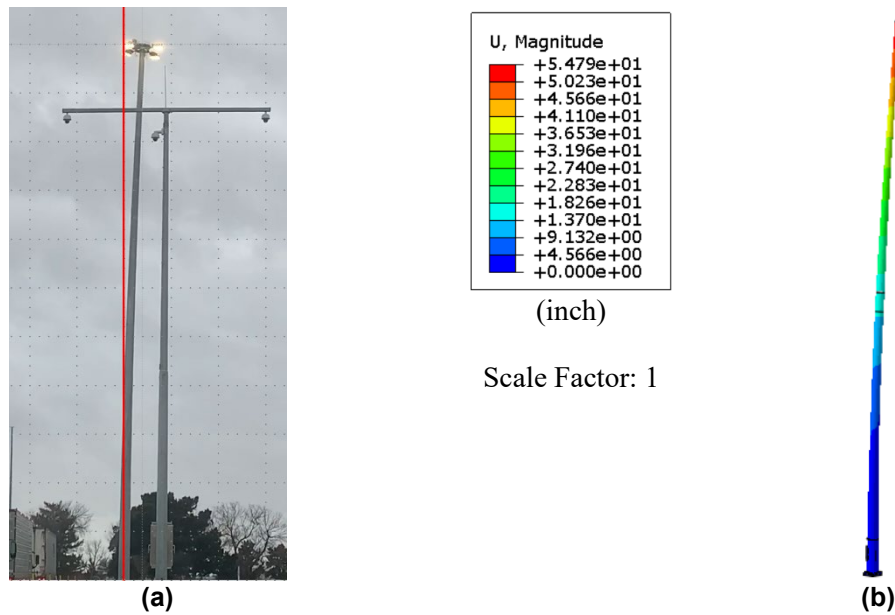 U, Magnitude
+5.479e+01
+5.023e+01
+4.566e+01
+4.110e+01
+3.653e+01
+3.196e+01
+2.740e+01
+2.283e+01
+1.826e+01
+1.370e+01
+9.132e+00
+4.566e+00
+0.000e+00
(inch)
Scale Factor: 1
(a)
(b)